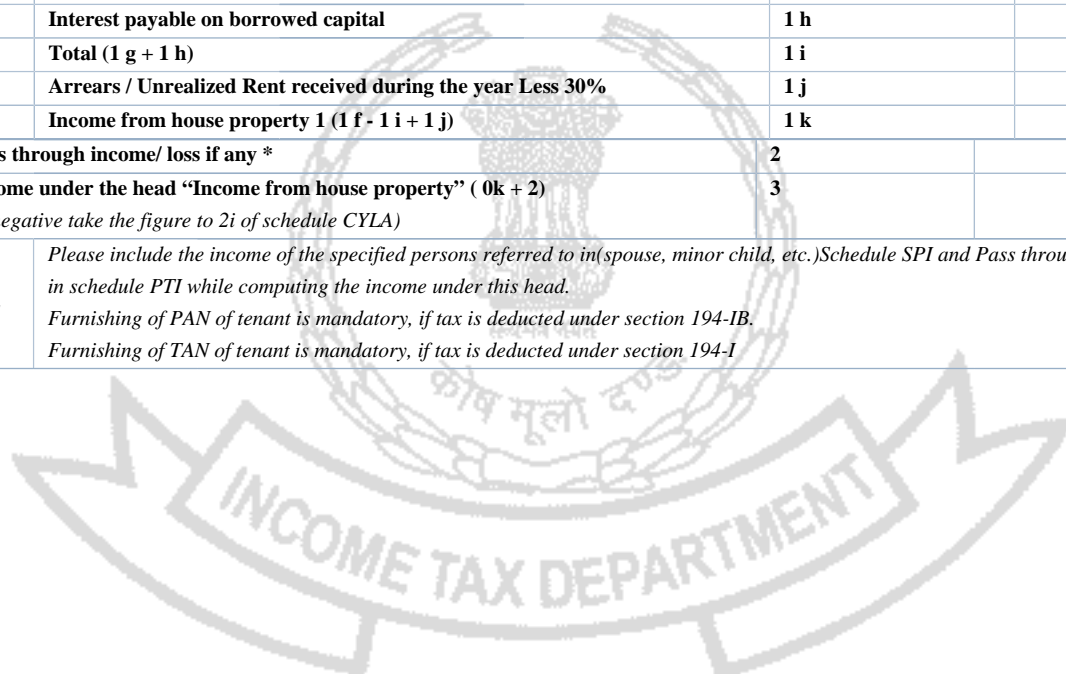 Interest payable on borrowed capital 1 h
Total (1 g + 1 h) 1 i
Arrears / Unrealized Rent received during the year Less 30% 1 j
Income from house property 1 (1 f - 1 i + 1 j) 1 k
s through income/ loss if any * 2
ome under the head “Income from house property” ( 0k + 2) 3
egative take the figure to 2i of schedule CYLA)
Please include the income of the specified persons referred to in(spouse, minor child, etc.)Schedule SPI and Pass throu
in schedule PTI while computing the income under this head.
Furnishing of PAN of tenant is mandatory, if tax is deducted under section 194-IB.
Furnishing of TAN of tenant is mandatory, if tax is deducted under section 194-I
कोष मूलो दण्ड
INCOME TAX DEPARTMENT